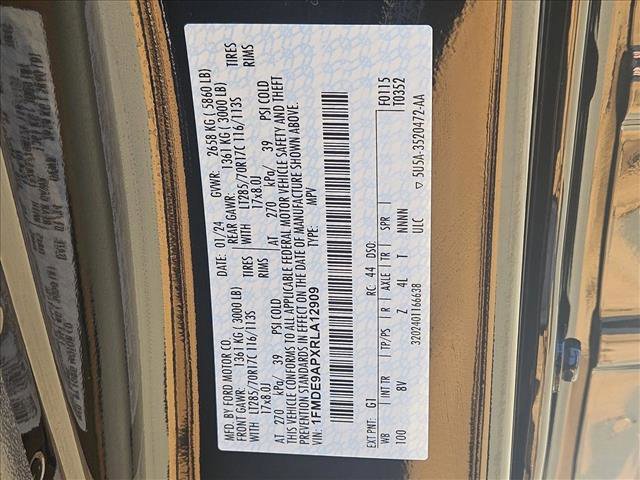 MFD. BY FORD MOTOR CO.
DATE: 01/24 GVWR: 2658 KG ( 5860 LB)
FRONT GAWR: 1361 KG ( 3000 LB) REAR GAWR: 1361 KG ( 3000 LB)
WITH LT285/70R17C 116/113S TIRES WITH LT285/70R17C 116/113S TIRES
17x8.0J RIMS 17x8.0J RIMS
AT 270 kPa/ 39 PSI COLD AT 270 kPa/ 39 PSI COLD
THIS VEHICLE CONFORMS TO ALL APPLICABLE FEDERAL MOTOR VEHICLE SAFETY AND THEFT
PREVENTION STANDARDS IN EFFECT ON THE DATE OF MANUFACTURE SHOWN ABOVE.
VIN: 1FMDE9APXRLA12909 TYPE: MPV
EXT PNT: G1 RC: 44 DSO: F0115
WB INT TR TP/PS R AXLE TR SPR T0352
100 8V Z 4L T NNMN
ULC ▽ 5U5A-3520472-AA
3202401166638